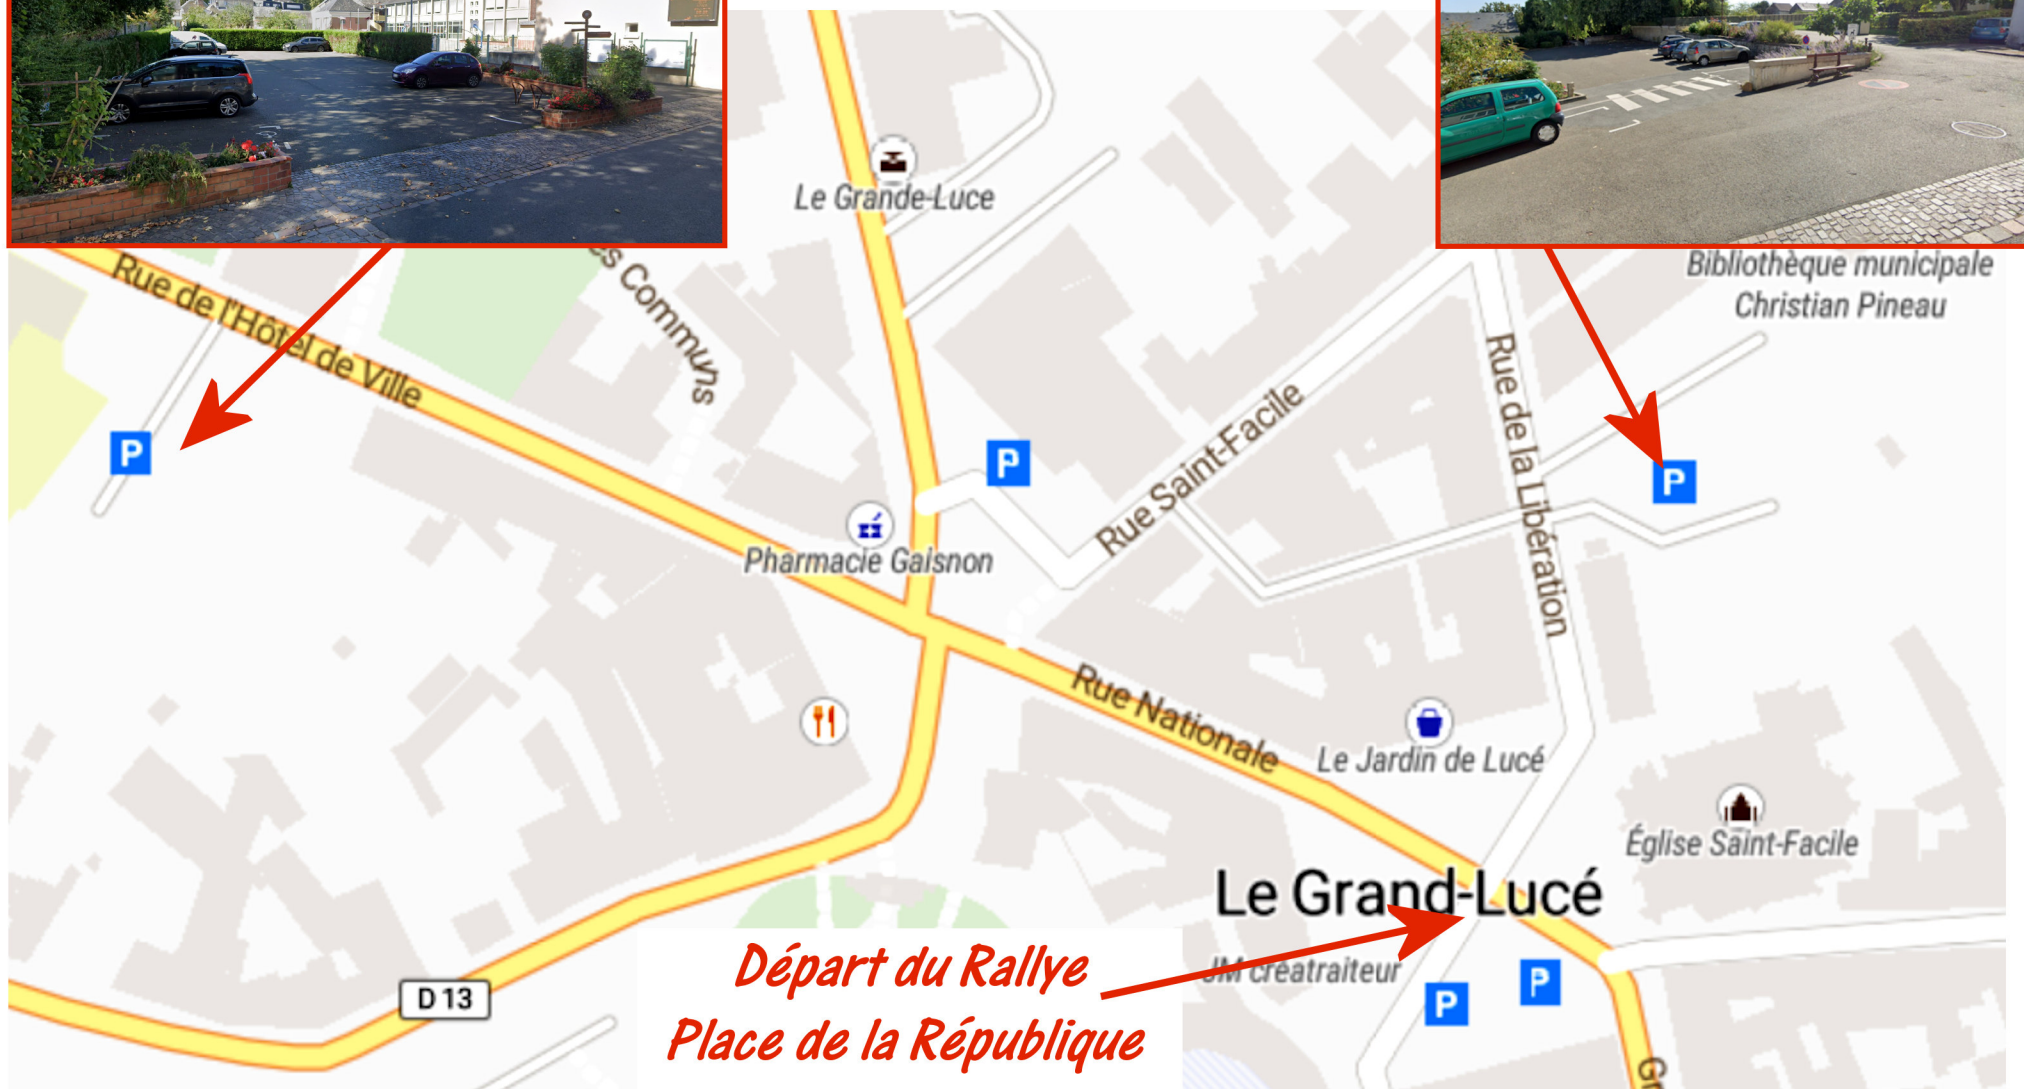 Le Grande-Luce
es Communs
Bibliothèque municipale
Christian Pineau
Rue de l'Hôtel de Ville
Rue de la Libération
Rue Saint-Facile
P
P
P
Pharmacie Gaisnon
Rue Nationale
Le Jardin de Lucé
Église Saint-Facile
Le Grand-Lucé
Départ du Rallye
Place de la République
JM créatraiteur
P
P
D 13
Gr